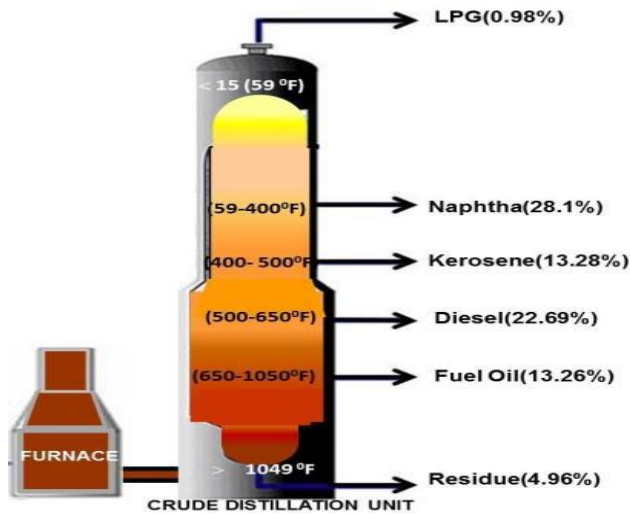 LPG(0.98%)
< 15 (59 ⁰F)
(59-400⁰F)
Naphtha(28.1%)
(400- 500⁰F
Kerosene(13.28%)
(500-650⁰F)
Diesel(22.69%)
(650-1050⁰F)
Fuel Oil(13.26%)
FURNACE
> 1049 ⁰F
Residue(4.96%)
CRUDE DISTILLATION UNIT